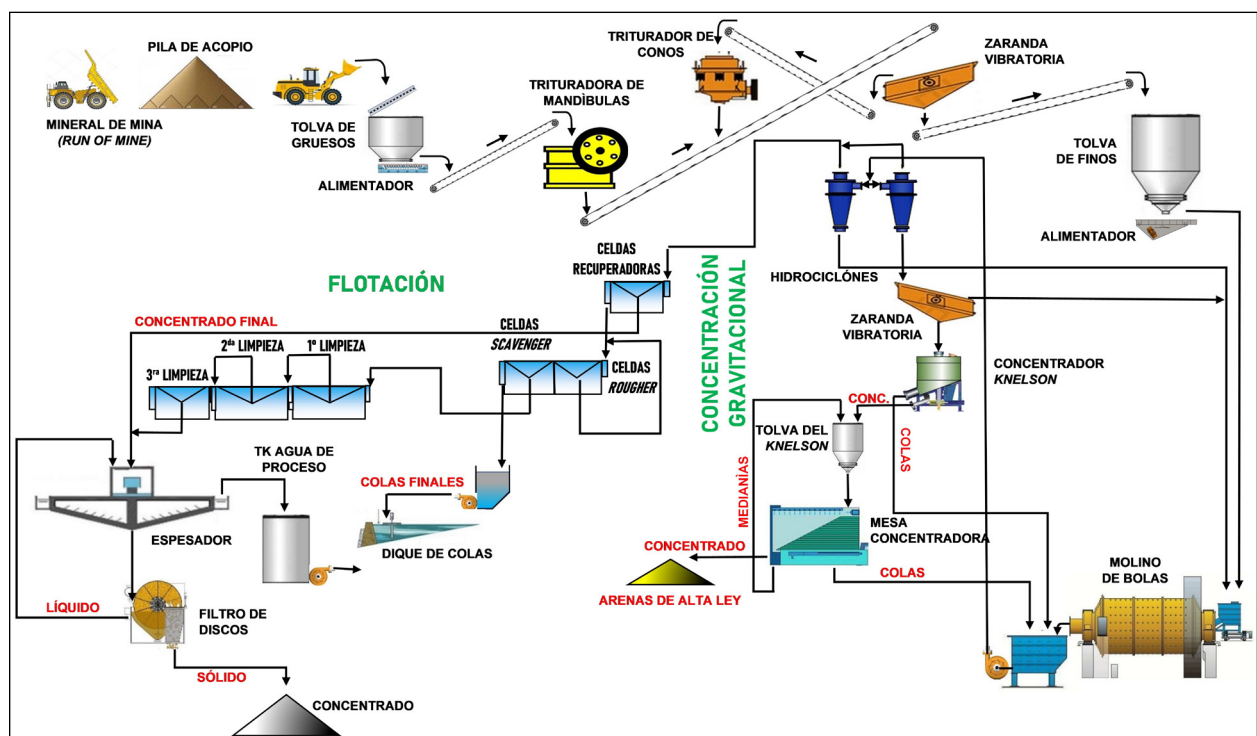 PILA DE ACOPIO
MINERAL DE MINA
(RUN OF MINE)
TOLVA DE
GRUESOS
ALIMENTADOR
TRITURADORA
DE MANDÌBULAS
TRITURADOR DE
CONOS
ZARANDA
VIBRATORIA
TOLVA
DE FINOS
ALIMENTADOR
HIDROCICLÓNES
ZARANDA
VIBRATORIA
CONCENTRADOR
KNELSON
CONC.
COLAS
TOLVA DEL
KNELSON
MEDIANÍAS
MESA
CONCENTRADORA
CONCENTRADO
ARENAS DE ALTA LEY
COLAS
MOLINO
DE BOLAS
CONCENTRACIÓN
GRAVITACIONAL
FLOTACIÓN
CELDAS
RECUPERADORAS
CONCENTRADO FINAL
CELDAS
SCAVENGER
CELDAS
ROUGHER
3ra LIMPIEZA
2da LIMPIEZA
1º LIMPIEZA
TK AGUA DE
PROCESO
COLAS FINALES
DIQUE DE COLAS
ESPESADOR
LÍQUIDO
FILTRO DE
DISCOS
SÓLIDO
CONCENTRADO